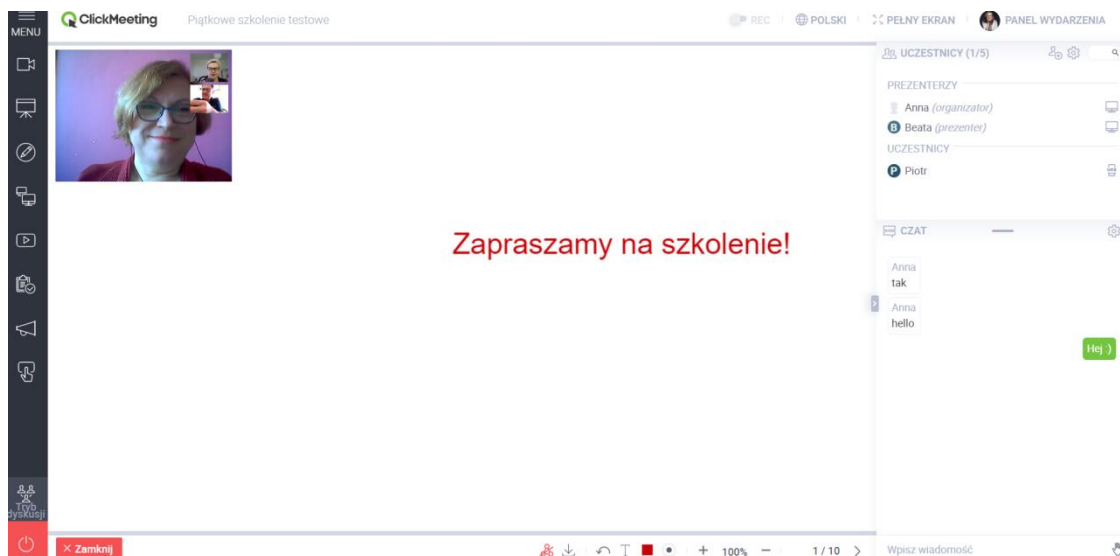 MENU
ClickMeeting
Piątkowe szkolenie testowe
REC
POLSKI
PEŁNY EKRAN
PANEL WYDARZENIA
Zapraszamy na szkolenie!
UCZESTNICY (1/5)
PREZENTERZY
Anna (organizator)
B Beata (prezenter)
UCZESTNICY
P Piotr
CZAT
Anna
tak
Anna
hello
Hej :)
Tryb
dyskusji
× Zamknij
T
100%
1 / 10
Wpisz wiadomość